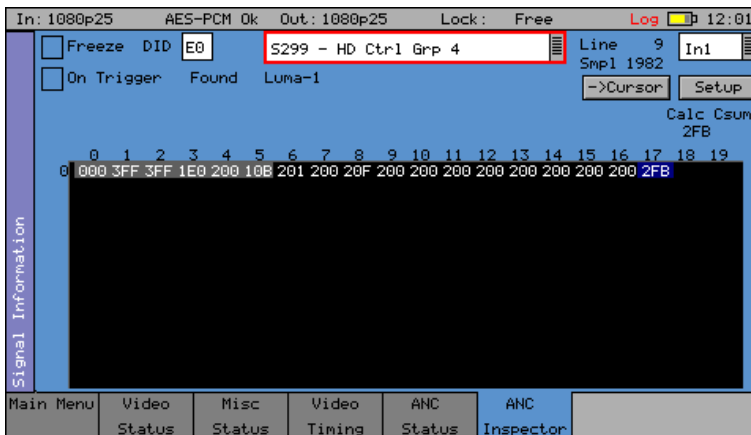 In: 1080p25 AES-PCM Ok Out: 1080p25 Lock: Free Log 12:01
Freeze DID E0 S299 - HD Ctrl Grp 4 Line 9 In1
Smpl 1982
On Trigger Found Luma-1
->Cursor Setup
Calc Csum
2FB
0 1 2 3 4 5 6 7 8 9 10 11 12 13 14 15 16 17 18 19
0 000 3FF 3FF 1E0 200 10B 201 200 20F 200 200 200 200 200 200 200 200 2FB
Signal Information
Main Menu Video Status Misc Status Video Timing ANC Status ANC Inspector